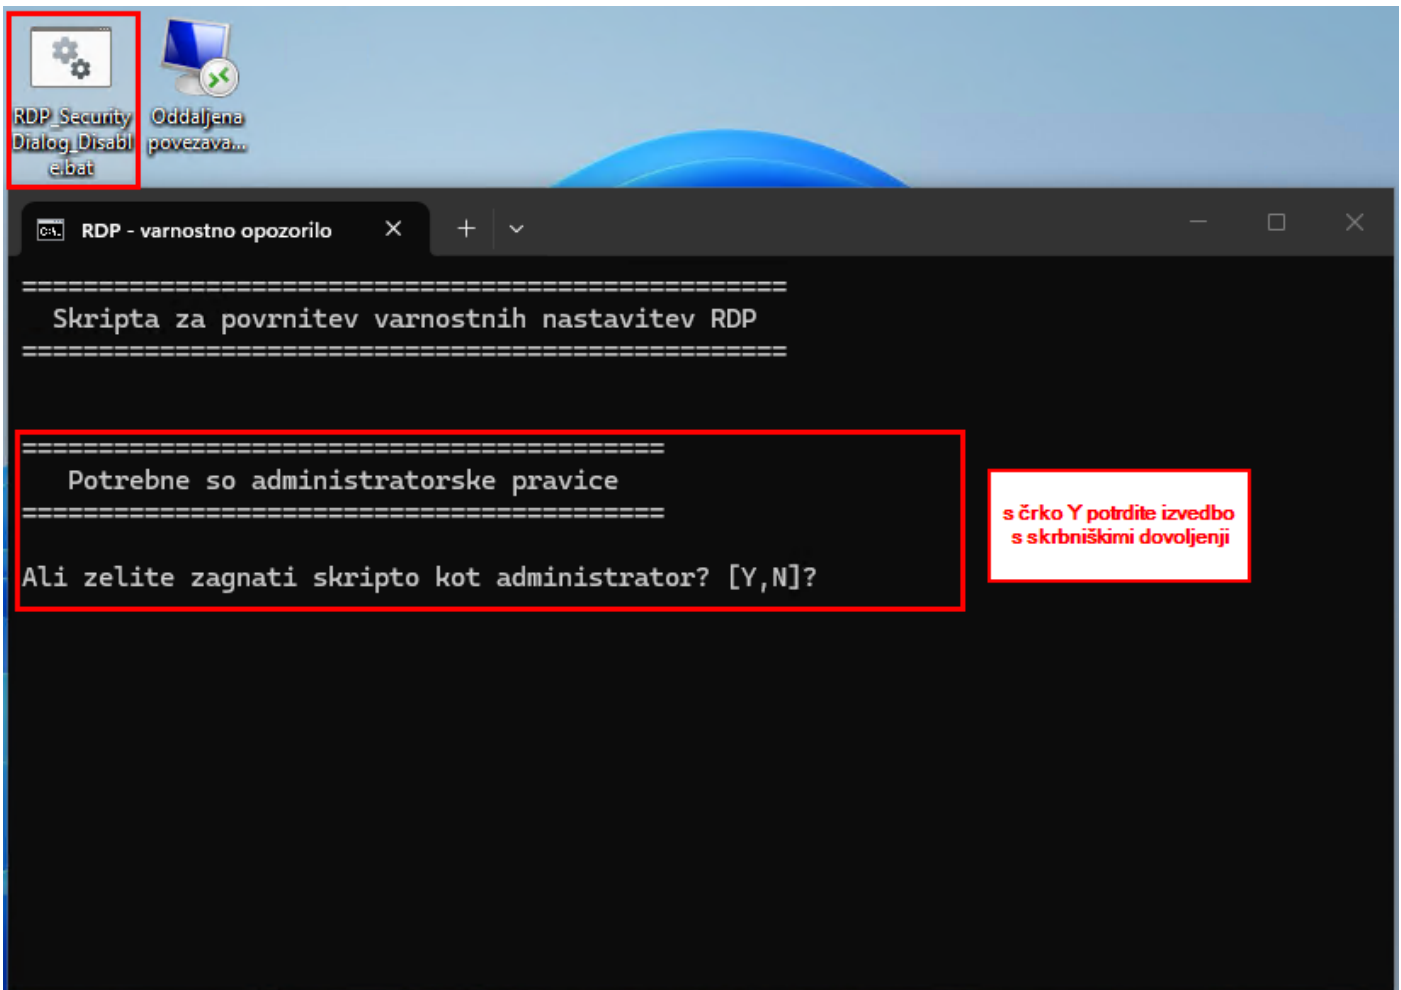 RDP_Security
Dialog_Disabl
e.bat
Oddaljena
povezava...
RDP - varnostno opozorilo
==================================================
Skripta za povrnitev varnostnih nastavitev RDP
==================================================
==========================================
Potrebne so administratorske pravice
==========================================
Ali zelite zagnati skripto kot administrator? [Y,N]?
s črko Y potrdite izvedbo
s skrbniškimi dovoljenji